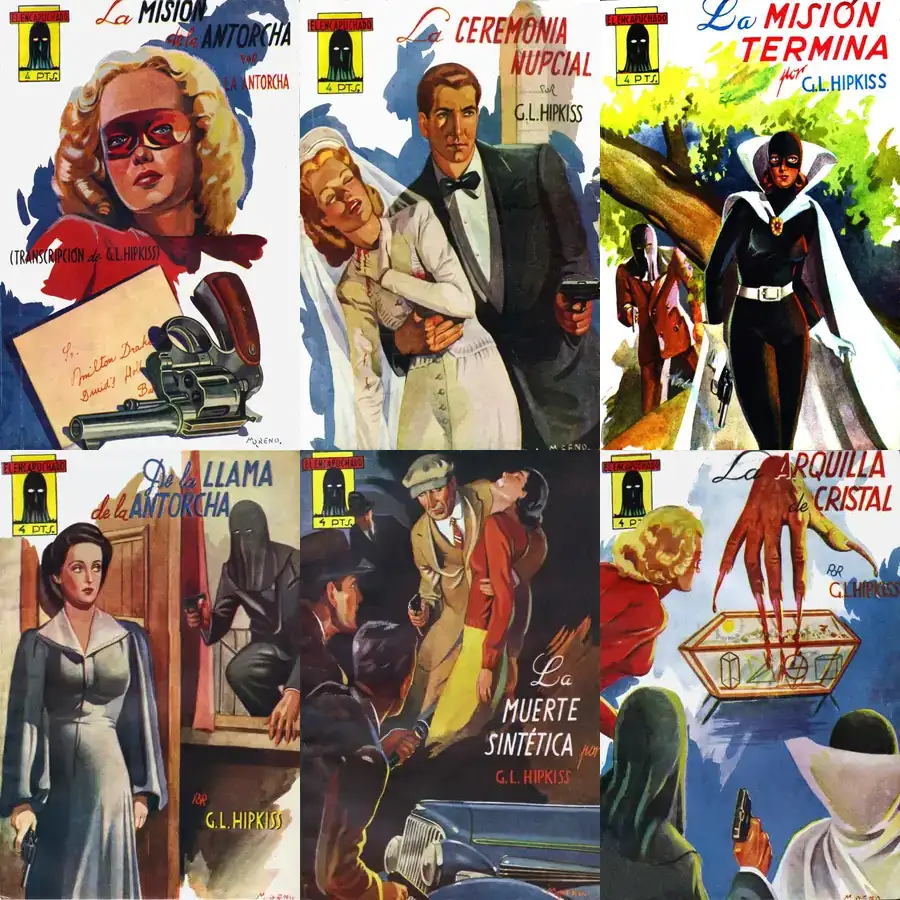 EL ENCAPUCHADO
4 PTS.
La MISIÓN
de la ANTORCHA
POR
LA ANTORCHA
(TRANSCRIPCIÓN de G.L. HIPKISS)
Sr.
Milton Drake
MORENO.
EL ENCAPUCHADO
4 PTS.
La CEREMONIA
NUPCIAL
POR
G.L. HIPKISS
MORENO.
EL ENCAPUCHADO
4 PTS.
La MISIÓN
TERMINA
por
G.L. HIPKISS
EL ENCAPUCHADO
4 PTS.
De la LLAMA
de la ANTORCHA
POR
G.L. HIPKISS
MORENO
EL ENCAPUCHADO
4 PTS.
La
MUERTE
SINTÉTICA por
G.L. HIPKISS
EL ENCAPUCHADO
4 PTS.
La ARQUILLA
de CRISTAL
POR
G.L. HIPKISS
MORENO